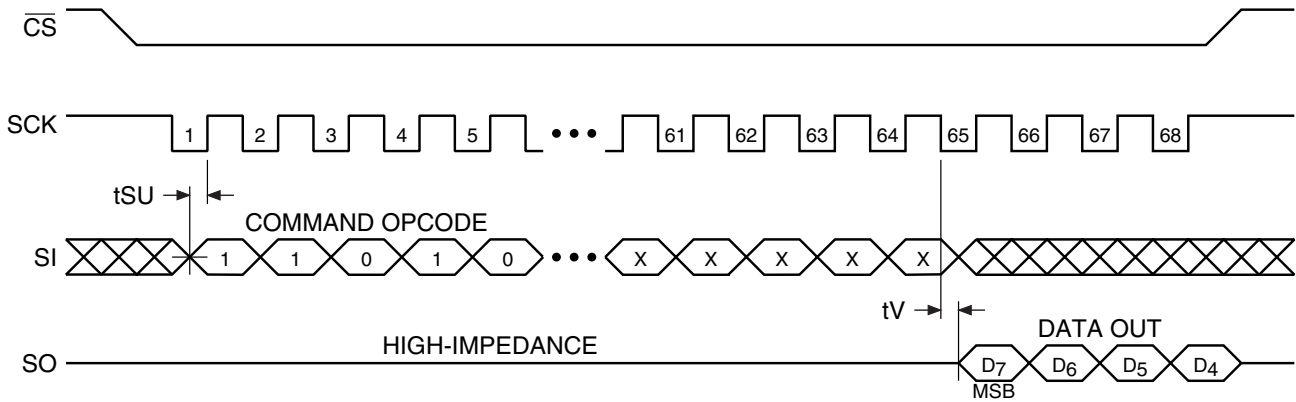 CS
SCK 1 2 3 4 5 ••• 61 62 63 64 65 66 67 68
tSU
COMMAND OPCODE
SI 1 1 0 1 0 ••• X X X X X
tV
HIGH-IMPEDANCE
DATA OUT
SO D7 D6 D5 D4
MSB